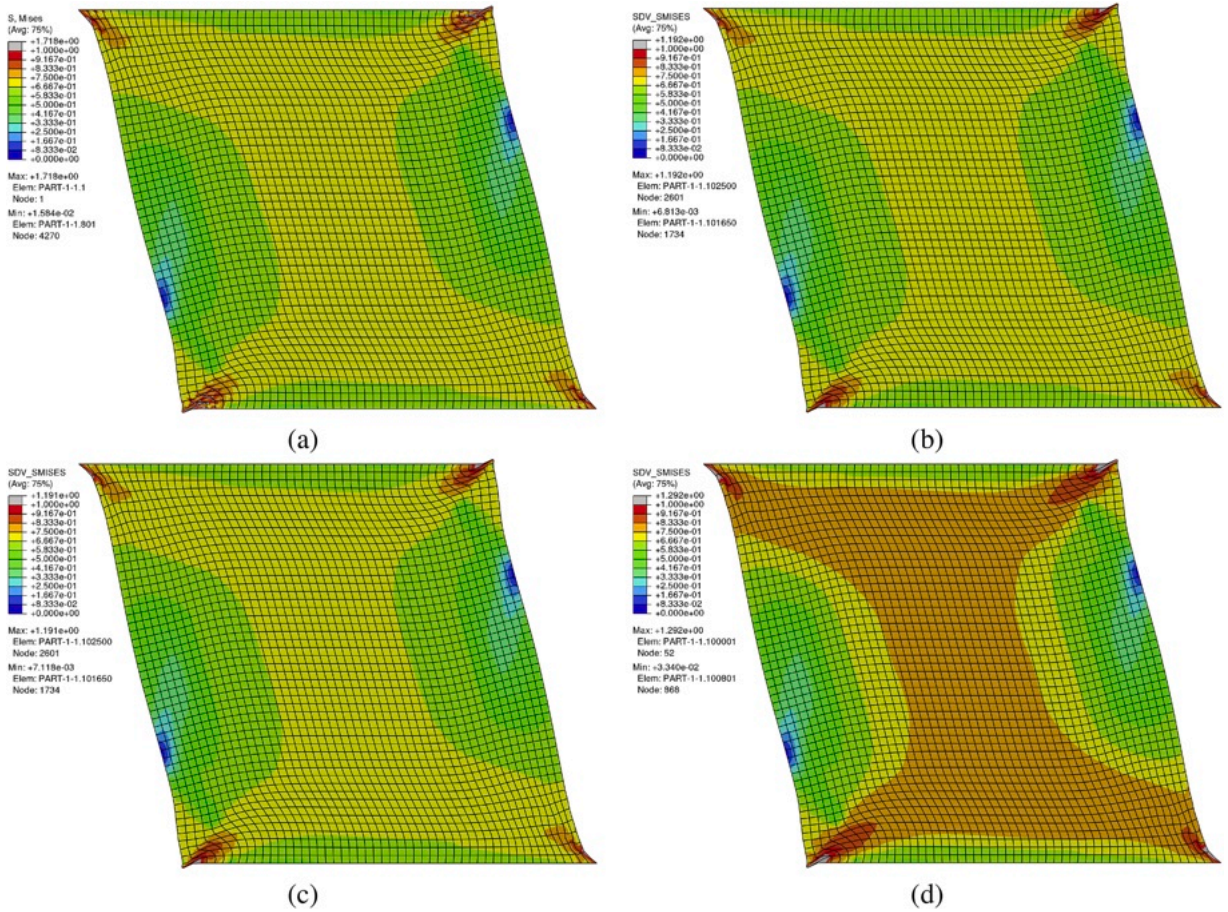 S, Mises
(Avg: 75%)
+1.718e+00
+1.000e+00
+9.167e-01
+8.333e-01
+7.500e-01
+6.667e-01
+5.833e-01
+5.000e-01
+4.167e-01
+3.333e-01
+2.500e-01
+1.667e-01
+8.333e-02
+0.000e+00
Max: +1.718e+00
Elem: PART-1-1.1
Node: 1
Min: +1.584e-02
Elem: PART-1-1.801
Node: 4270
(a)
SDV_SMISES
(Avg: 75%)
+1.192e+00
+1.000e+00
+9.167e-01
+8.333e-01
+7.500e-01
+6.667e-01
+5.833e-01
+5.000e-01
+4.167e-01
+3.333e-01
+2.500e-01
+1.667e-01
+8.333e-02
+0.000e+00
Max: +1.192e+00
Elem: PART-1-1.102500
Node: 2601
Min: +6.813e-03
Elem: PART-1-1.101650
Node: 1734
(b)
SDV_SMISES
(Avg: 75%)
+1.191e+00
+1.000e+00
+9.167e-01
+8.333e-01
+7.500e-01
+6.667e-01
+5.833e-01
+5.000e-01
+4.167e-01
+3.333e-01
+2.500e-01
+1.667e-01
+8.333e-02
+0.000e+00
Max: +1.191e+00
Elem: PART-1-1.102500
Node: 2601
Min: +7.118e-03
Elem: PART-1-1.101650
Node: 1734
(c)
SDV_SMISES
(Avg: 75%)
+1.292e+00
+1.000e+00
+9.167e-01
+8.333e-01
+7.500e-01
+6.667e-01
+5.833e-01
+5.000e-01
+4.167e-01
+3.333e-01
+2.500e-01
+1.667e-01
+8.333e-02
+0.000e+00
Max: +1.292e+00
Elem: PART-1-1.100001
Node: 52
Min: +3.340e-02
Elem: PART-1-1.100801
Node: 868
(d)